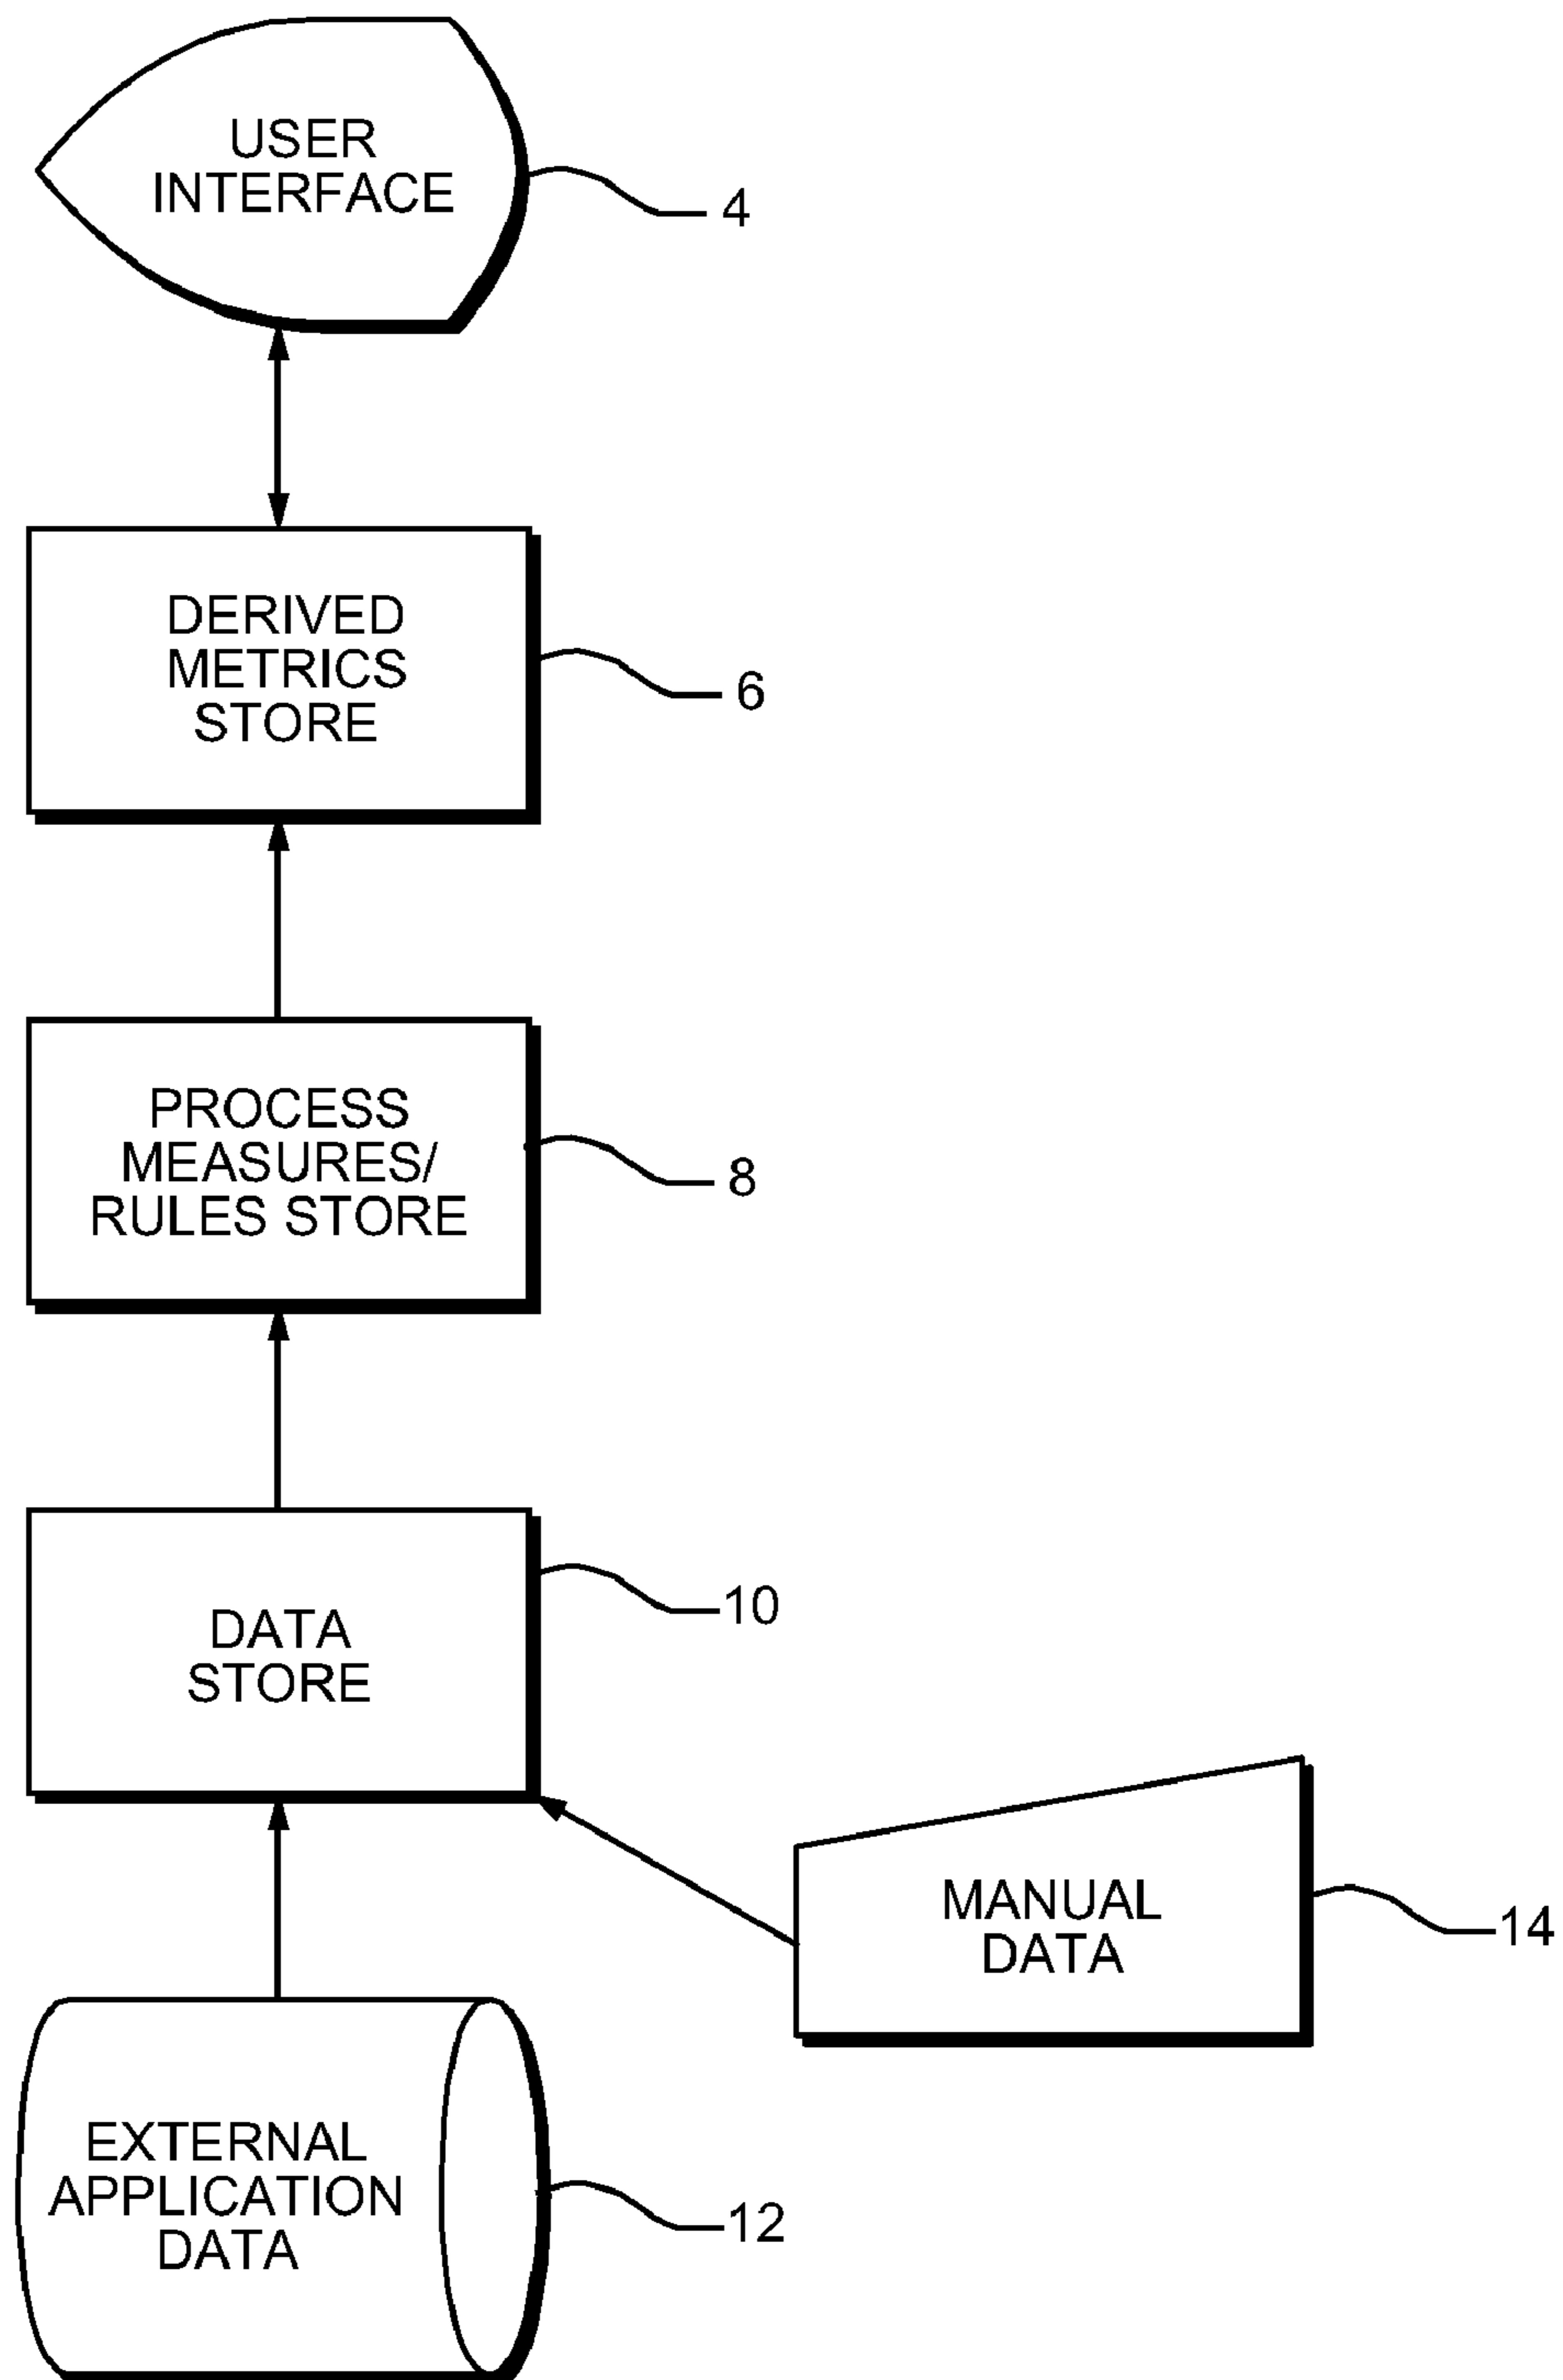 USER
INTERFACE
4
DERIVED
METRICS
STORE
6
PROCESS
MEASURES/
RULES STORE
8
DATA
STORE
10
MANUAL
DATA
14
EXTERNAL
APPLICATION
DATA
12